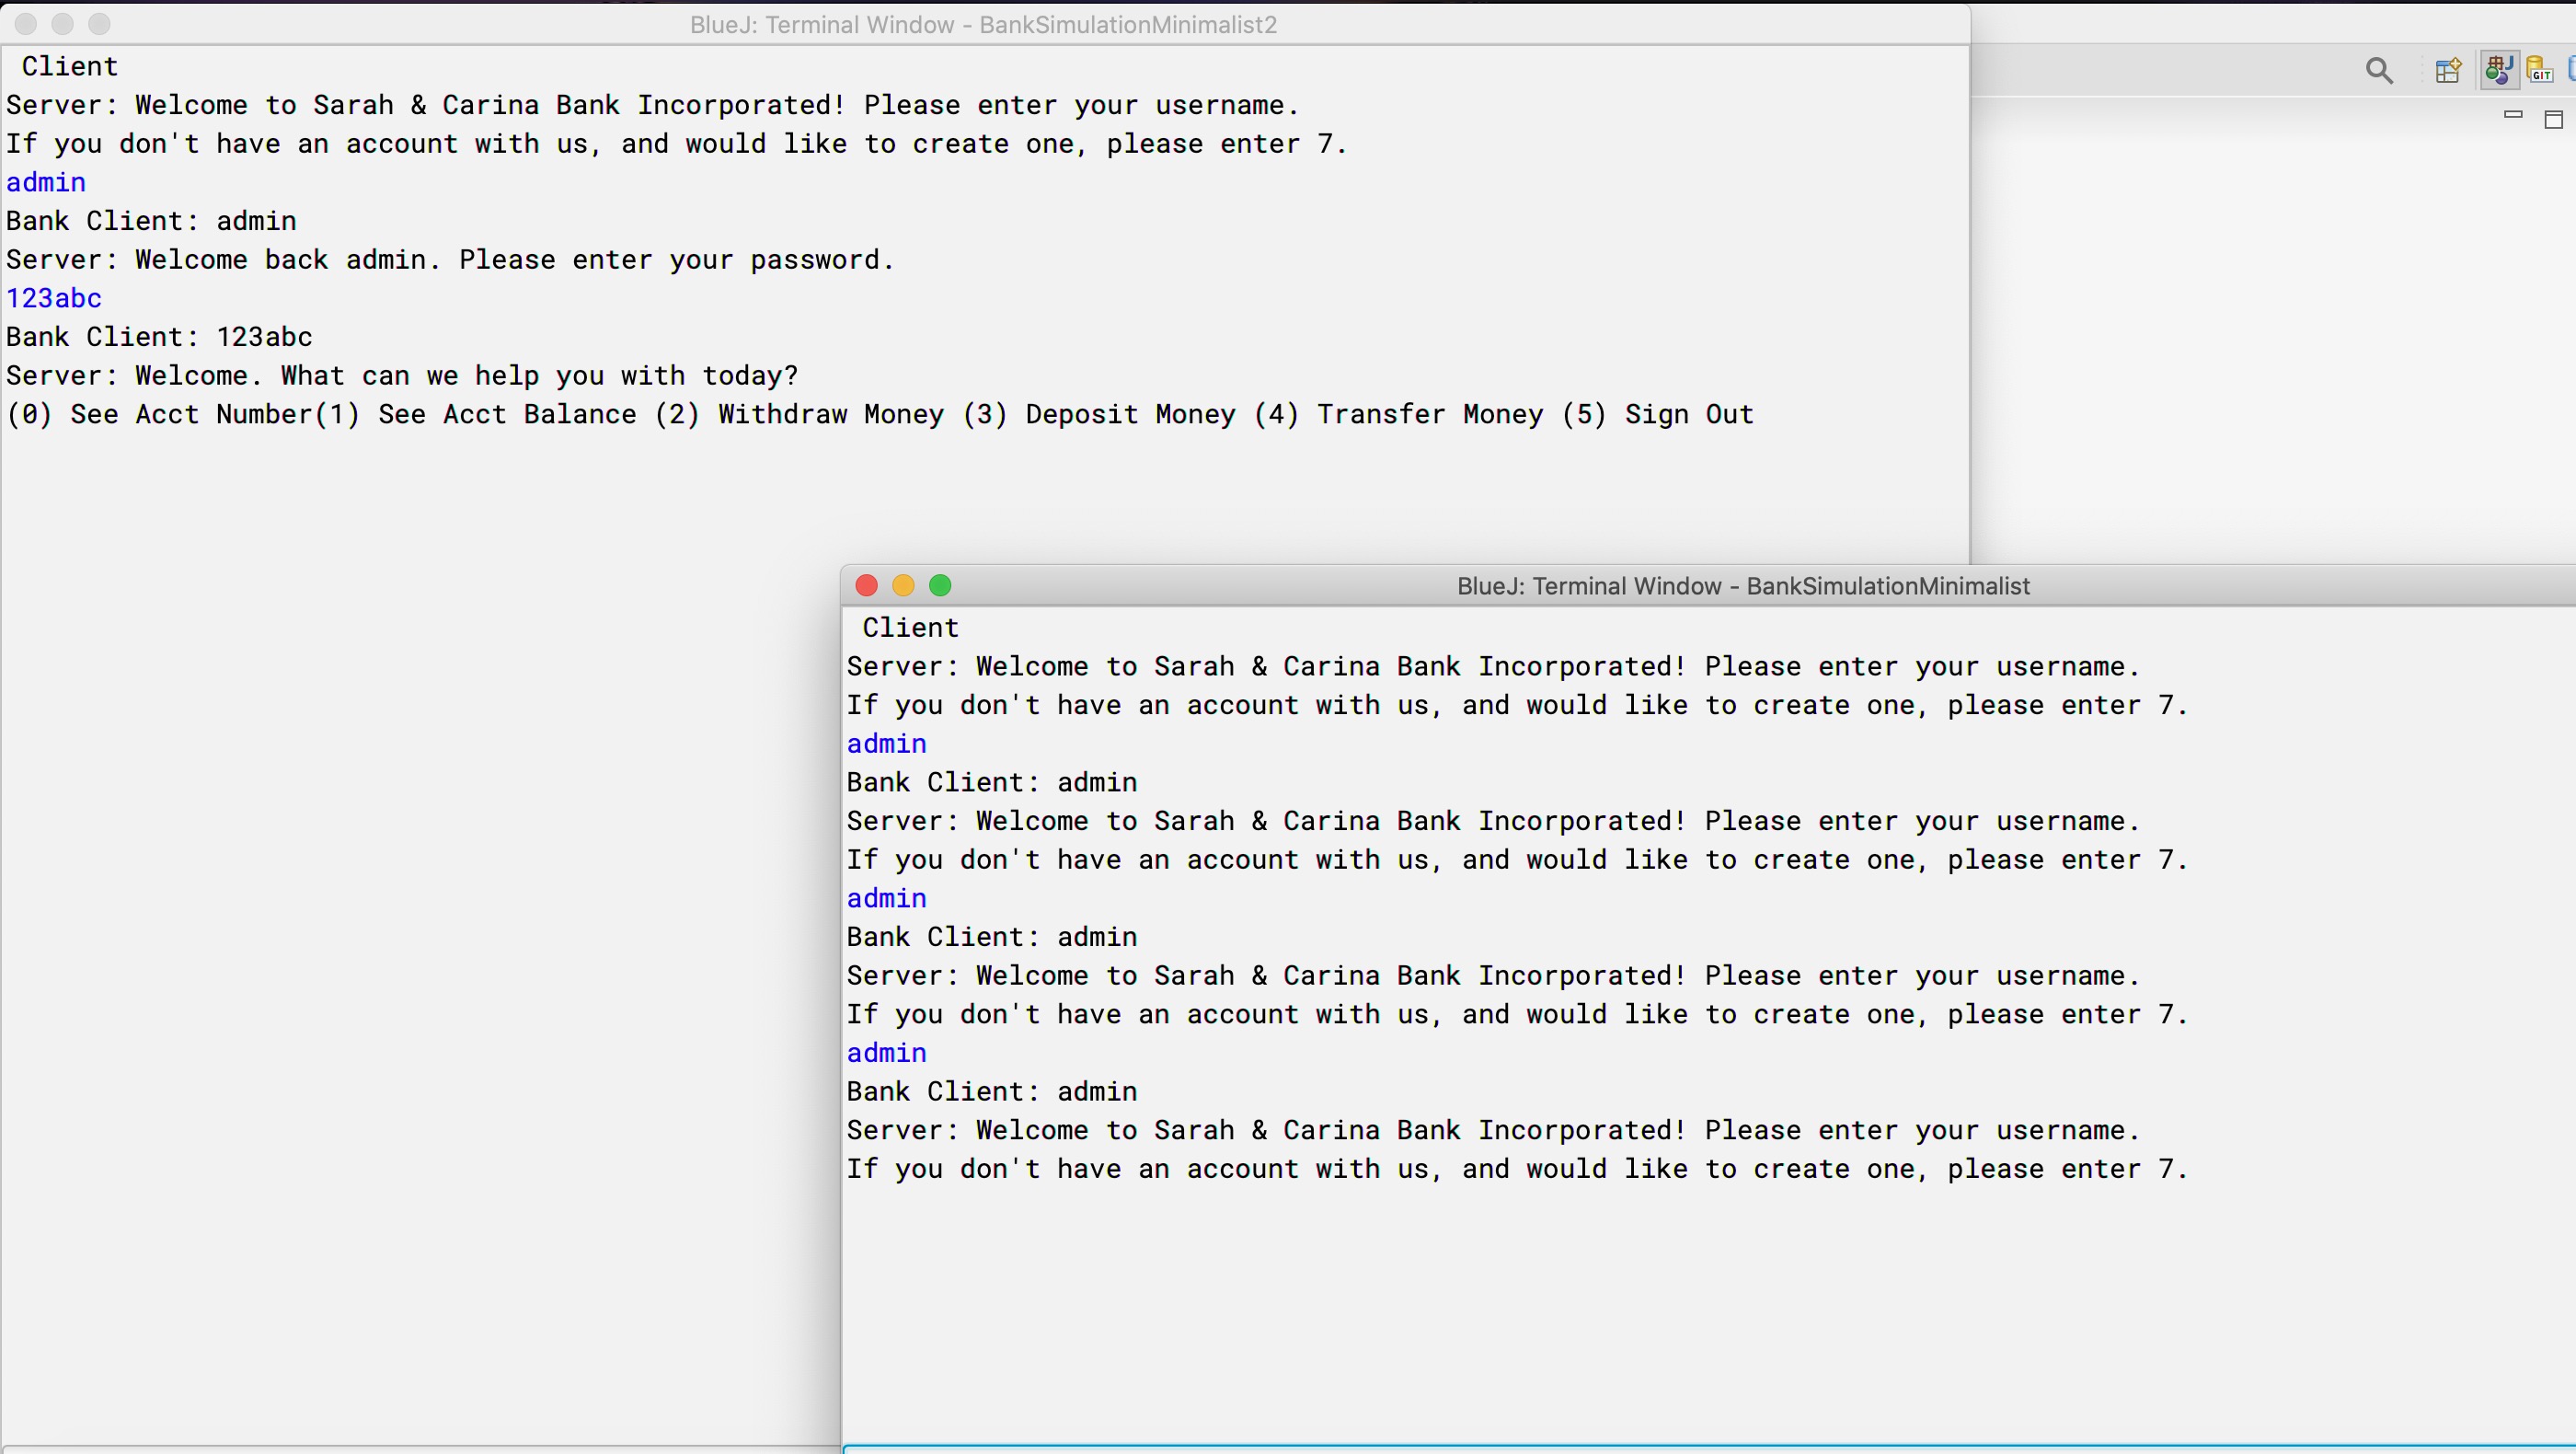 BlueJ: Terminal Window - BankSimulationMinimalist2
Client
Server: Welcome to Sarah & Carina Bank Incorporated! Please enter your username.
If you don't have an account with us, and would like to create one, please enter 7.
admin
Bank Client: admin
Server: Welcome back admin. Please enter your password.
123abc
Bank Client: 123abc
Server: Welcome. What can we help you with today?
(0) See Acct Number(1) See Acct Balance (2) Withdraw Money (3) Deposit Money (4) Transfer Money (5) Sign Out
J
GIT
BlueJ: Terminal Window - BankSimulationMinimalist
Client
Server: Welcome to Sarah & Carina Bank Incorporated! Please enter your username.
If you don't have an account with us, and would like to create one, please enter 7.
admin
Bank Client: admin
Server: Welcome to Sarah & Carina Bank Incorporated! Please enter your username.
If you don't have an account with us, and would like to create one, please enter 7.
admin
Bank Client: admin
Server: Welcome to Sarah & Carina Bank Incorporated! Please enter your username.
If you don't have an account with us, and would like to create one, please enter 7.
admin
Bank Client: admin
Server: Welcome to Sarah & Carina Bank Incorporated! Please enter your username.
If you don't have an account with us, and would like to create one, please enter 7.